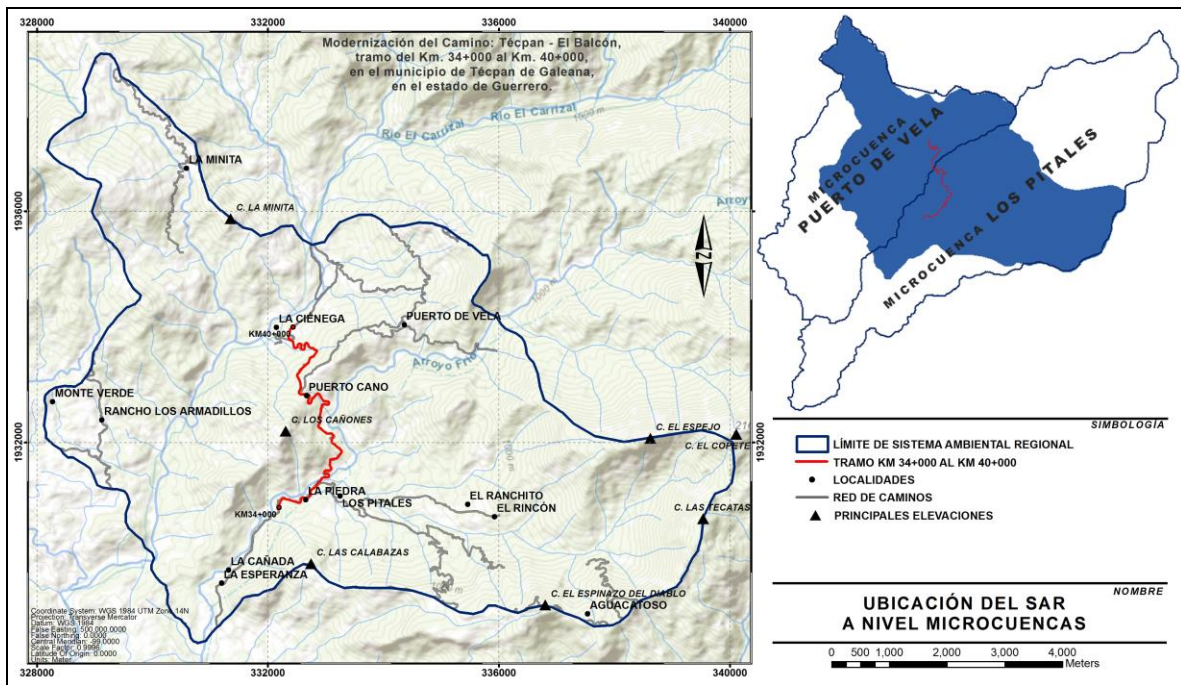 328000
332000
336000
340000
Modernización del Camino: Técpan - El Balcón,
tramo del Km. 34+000 al Km. 40+000,
en el municipio de Técpan de Galeana,
en el estado de Guerrero.
Río El Carrizal
Río El Carrizal
1500 m
LA MINITA
C. LA MINITA
1936000
1936000
Arroyo
N
1000 m
LA CIÉNEGA
KM40+000
PUERTO DE VELA
Arroyo Frío
PUERTO CANO
MONTE VERDE
RANCHO LOS ARMADILLOS
C. LOS CAÑONES
C. EL ESPEJO
C. EL COPETE
1932000
1932000
1000 m
LA PIEDRA
LOS PITALES
KM34+000
EL RANCHITO
EL RINCÓN
C. LAS TECATAS
LA CAÑADA
LA ESPERANZA
C. LAS CALABAZAS
C. EL ESPINAZO DEL DIABLO
AGUACATOSO
Coordinate System: WGS 1984 UTM Zone 14N
Projection: Transverse Mercator
Datum: WGS 1984
False Easting: 500,000.0000
False Northing: 0.0000
Central Meridian: -99.0000
Scale Factor: 0.9996
Latitude Of Origin: 0.0000
Units: Meter
328000
332000
336000
340000
MICROCUENCA
PUERTO DE VELA
MICROCUENCA LOS PITALES
SIMBOLOGÍA
LÍMITE DE SISTEMA AMBIENTAL REGIONAL
TRAMO KM 34+000 AL KM 40+000
LOCALIDADES
RED DE CAMINOS
PRINCIPALES ELEVACIONES
NOMBRE
UBICACIÓN DEL SAR
A NIVEL MICROCUENCAS
0 500 1,000 2,000 3,000 4,000
Meters